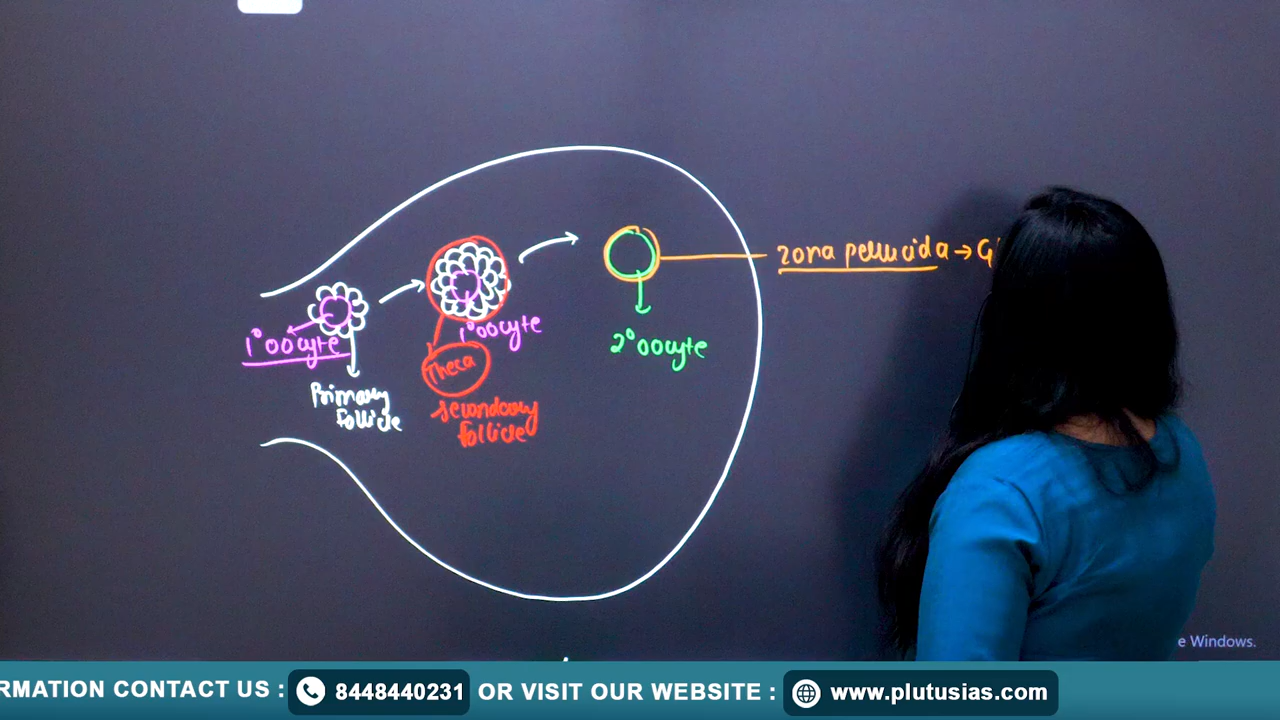 zona pellucida → G
1° oocyte
1° oocyte
2° oocyte
Theca
Primary
follicle
secondary
follicle
e Windows.
RMATION CONTACT US : 8448440231 OR VISIT OUR WEBSITE : www.plutusias.com